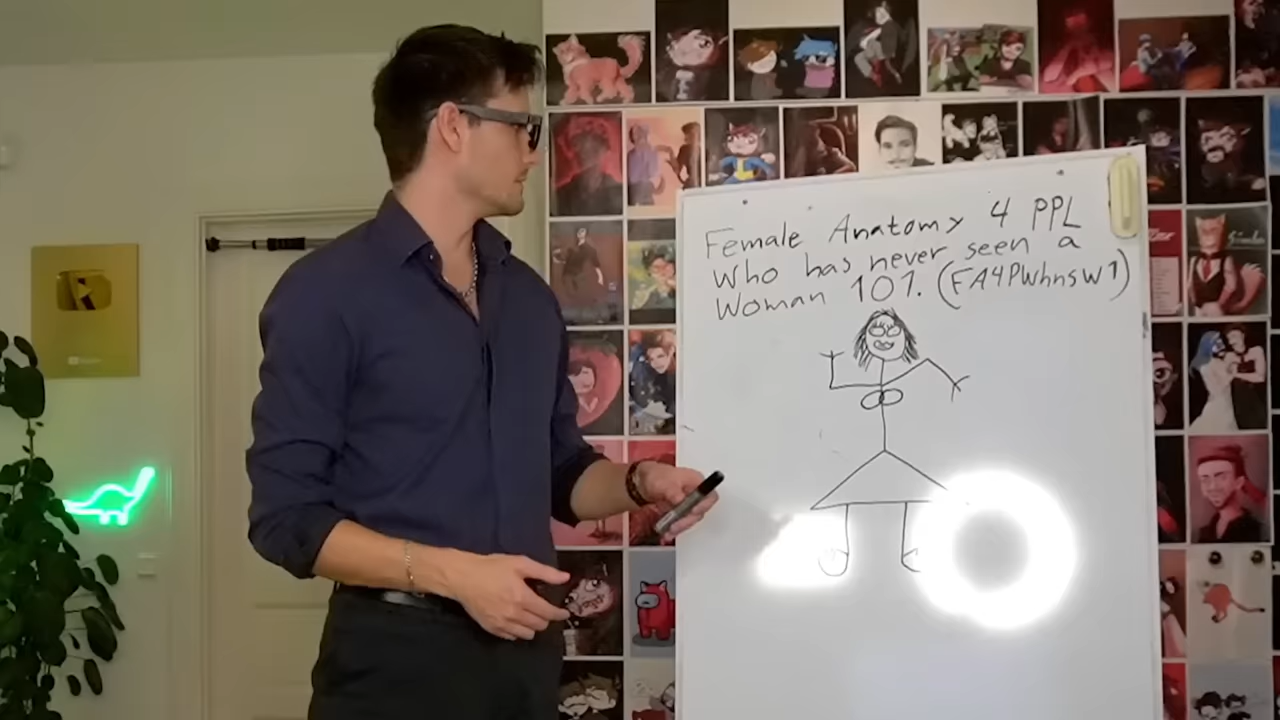 Female Anatomy 4 PPL
Who has never seen a
Woman 101. (FA4PWhnsw1)